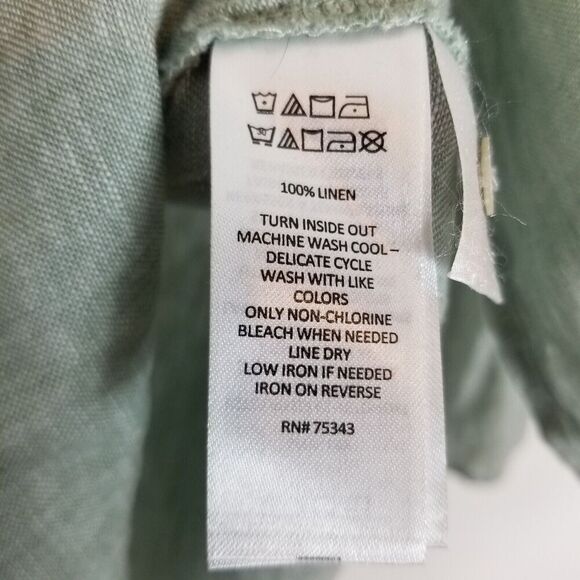 30
100% LINEN
TURN INSIDE OUT
MACHINE WASH COOL –
DELICATE CYCLE
WASH WITH LIKE
COLORS
ONLY NON-CHLORINE
BLEACH WHEN NEEDED
LINE DRY
LOW IRON IF NEEDED
IRON ON REVERSE
RN# 75343